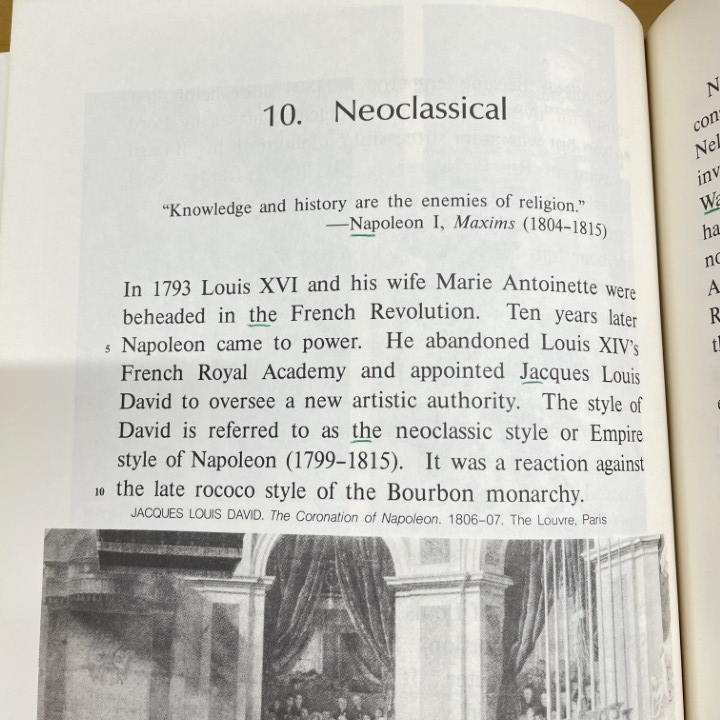 10. Neoclassical
“Knowledge and history are the enemies of religion.”
—Napoleon I, Maxims (1804–1815)
In 1793 Louis XVI and his wife Marie Antoinette were
beheaded in the French Revolution. Ten years later
5 Napoleon came to power. He abandoned Louis XIV's
French Royal Academy and appointed Jacques Louis
David to oversee a new artistic authority. The style of
David is referred to as the neoclassic style or Empire
style of Napoleon (1799–1815). It was a reaction against
10 the late rococo style of the Bourbon monarchy.
JACQUES LOUIS DAVID. The Coronation of Napoleon. 1806–07. The Louvre, Paris